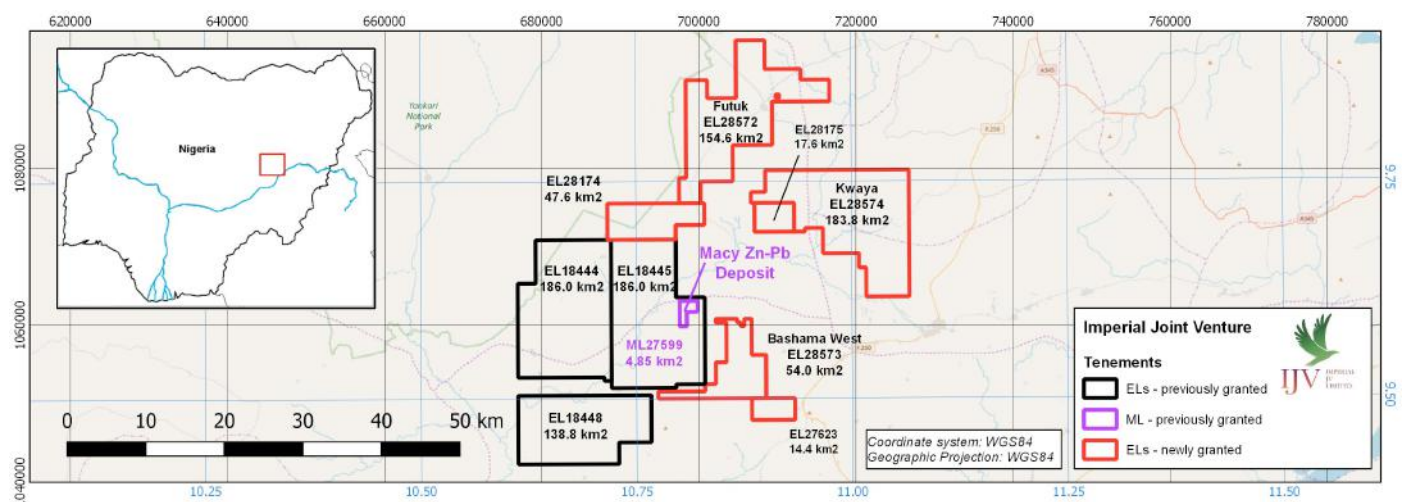 620000
640000
660000
680000
700000
720000
740000
760000
780000
Nigeria
Yankari
National
Park
Futuk
EL28572
154.6 km2
EL28175
17.6 km2
A345
1080000
9.75
EL28174
47.6 km2
Kwaya
EL28574
183.8 km2
Macy Zn-Pb
Deposit
EL18444
186.0 km2
EL18445
186.0 km2
1060000
ML27599
4.85 km2
Bashama West
EL28573
54.0 km2
9.50
EL18448
138.8 km2
EL27623
14.4 km2
0 10 20 30 40 50 km
Coordinate system: WGS84
Geographic Projection: WGS84
Imperial Joint Venture
Tenements
ELs - previously granted
ML - previously granted
ELs - newly granted
IJV
IMPERIAL
JV
LIMITED
1040000
10.25
10.50
10.75
11.00
11.25
11.50